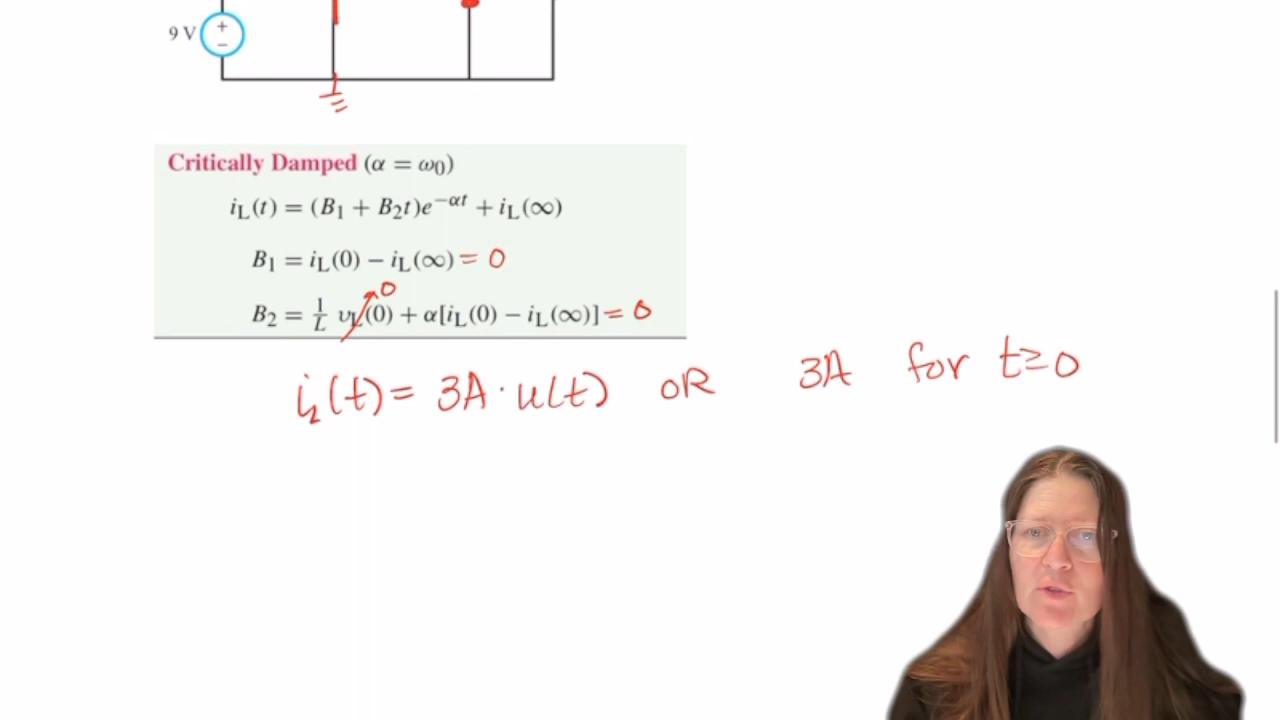 9 V
+
−
Critically Damped (α = ω0)
iL(t) = (B1 + B2t)e^−αt + iL(∞)
B1 = iL(0) − iL(∞) = 0
0
B2 = 1/L υL(0) + α[iL(0) − iL(∞)] = 0
iL(t) = 3A · u(t) OR 3A for t≥0